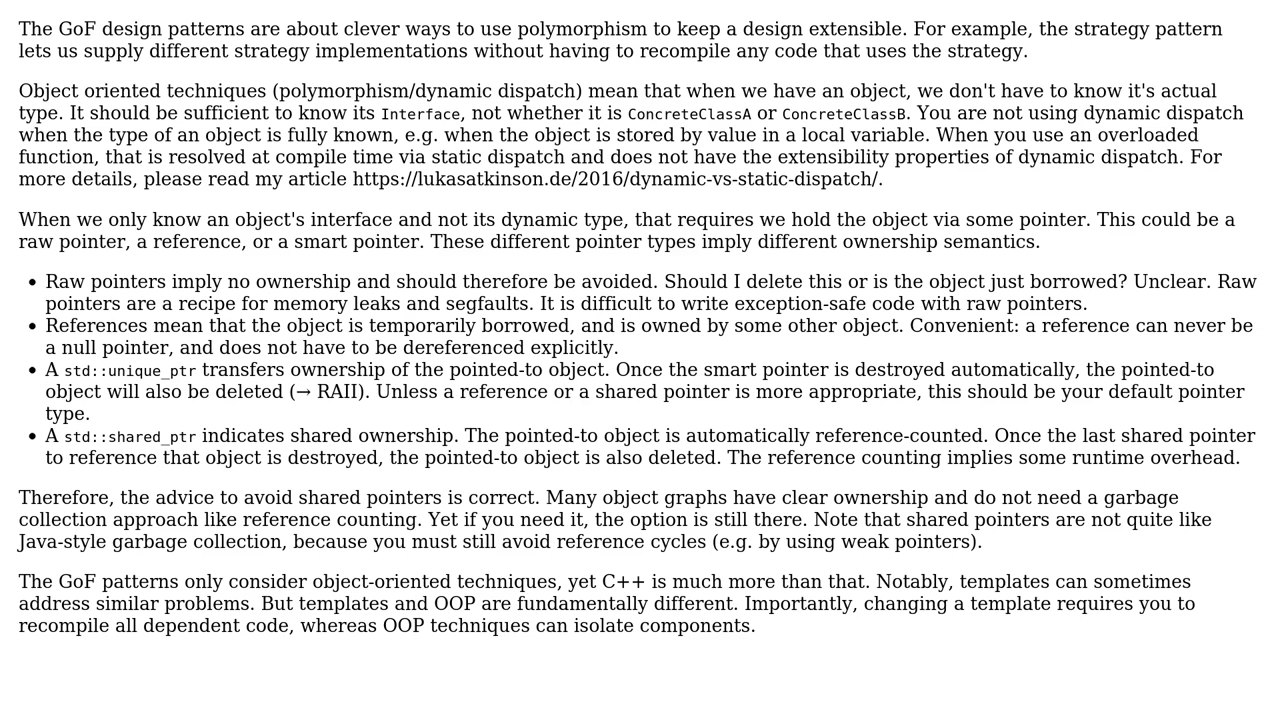 The GoF design patterns are about clever ways to use polymorphism to keep a design extensible. For example, the strategy pattern
lets us supply different strategy implementations without having to recompile any code that uses the strategy.
Object oriented techniques (polymorphism/dynamic dispatch) mean that when we have an object, we don't have to know it's actual
type. It should be sufficient to know its Interface, not whether it is ConcreteClassA or ConcreteClassB. You are not using dynamic dispatch
when the type of an object is fully known, e.g. when the object is stored by value in a local variable. When you use an overloaded
function, that is resolved at compile time via static dispatch and does not have the extensibility properties of dynamic dispatch. For
more details, please read my article https://lukasatkinson.de/2016/dynamic-vs-static-dispatch/.
When we only know an object's interface and not its dynamic type, that requires we hold the object via some pointer. This could be a
raw pointer, a reference, or a smart pointer. These different pointer types imply different ownership semantics.
• Raw pointers imply no ownership and should therefore be avoided. Should I delete this or is the object just borrowed? Unclear. Raw
pointers are a recipe for memory leaks and segfaults. It is difficult to write exception-safe code with raw pointers.
• References mean that the object is temporarily borrowed, and is owned by some other object. Convenient: a reference can never be
a null pointer, and does not have to be dereferenced explicitly.
• A std::unique_ptr transfers ownership of the pointed-to object. Once the smart pointer is destroyed automatically, the pointed-to
object will also be deleted (→ RAII). Unless a reference or a shared pointer is more appropriate, this should be your default pointer
type.
• A std::shared_ptr indicates shared ownership. The pointed-to object is automatically reference-counted. Once the last shared pointer
to reference that object is destroyed, the pointed-to object is also deleted. The reference counting implies some runtime overhead.
Therefore, the advice to avoid shared pointers is correct. Many object graphs have clear ownership and do not need a garbage
collection approach like reference counting. Yet if you need it, the option is still there. Note that shared pointers are not quite like
Java-style garbage collection, because you must still avoid reference cycles (e.g. by using weak pointers).
The GoF patterns only consider object-oriented techniques, yet C++ is much more than that. Notably, templates can sometimes
address similar problems. But templates and OOP are fundamentally different. Importantly, changing a template requires you to
recompile all dependent code, whereas OOP techniques can isolate components.